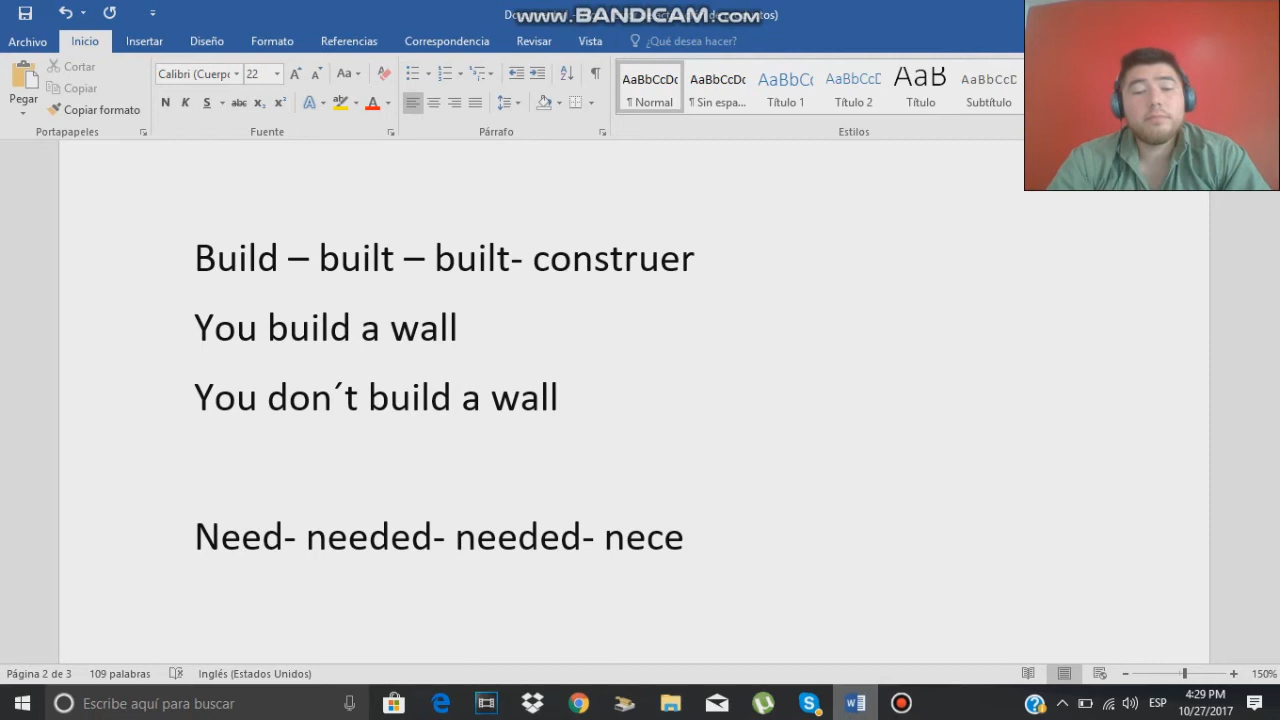 www.BANDICAM.com
Archivo Inicio Insertar Diseño Formato Referencias Correspondencia Revisar Vista ¿Qué desea hacer?
Pegar
Cortar
Copiar
Copiar formato
Calibri (Cuerpo 22 Aa
N K S abc x₂ x² A A
AaBbCcDc AaBbCcDc AaBbC AaBbCcD AaB AaBbCcD
¶ Normal ¶ Sin espa... Título 1 Título 2 Título Subtítulo
Portapapeles Fuente Párrafo Estilos
Build – built – built- construer
You build a wall
You don´t build a wall
Need- needed- needed- nece
Página 2 de 3 109 palabras Inglés (Estados Unidos) 150%
Escribe aquí para buscar ESP 4:29 PM
10/27/2017